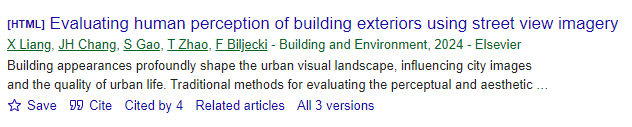 [HTML] Evaluating human perception of building exteriors using street view imagery
X Liang, JH Chang, S Gao, T Zhao, F Biljecki - Building and Environment, 2024 - Elsevier
Building appearances profoundly shape the urban visual landscape, influencing city images
and the quality of urban life. Traditional methods for evaluating the perceptual and aesthetic …
Save Cite Cited by 4 Related articles All 3 versions